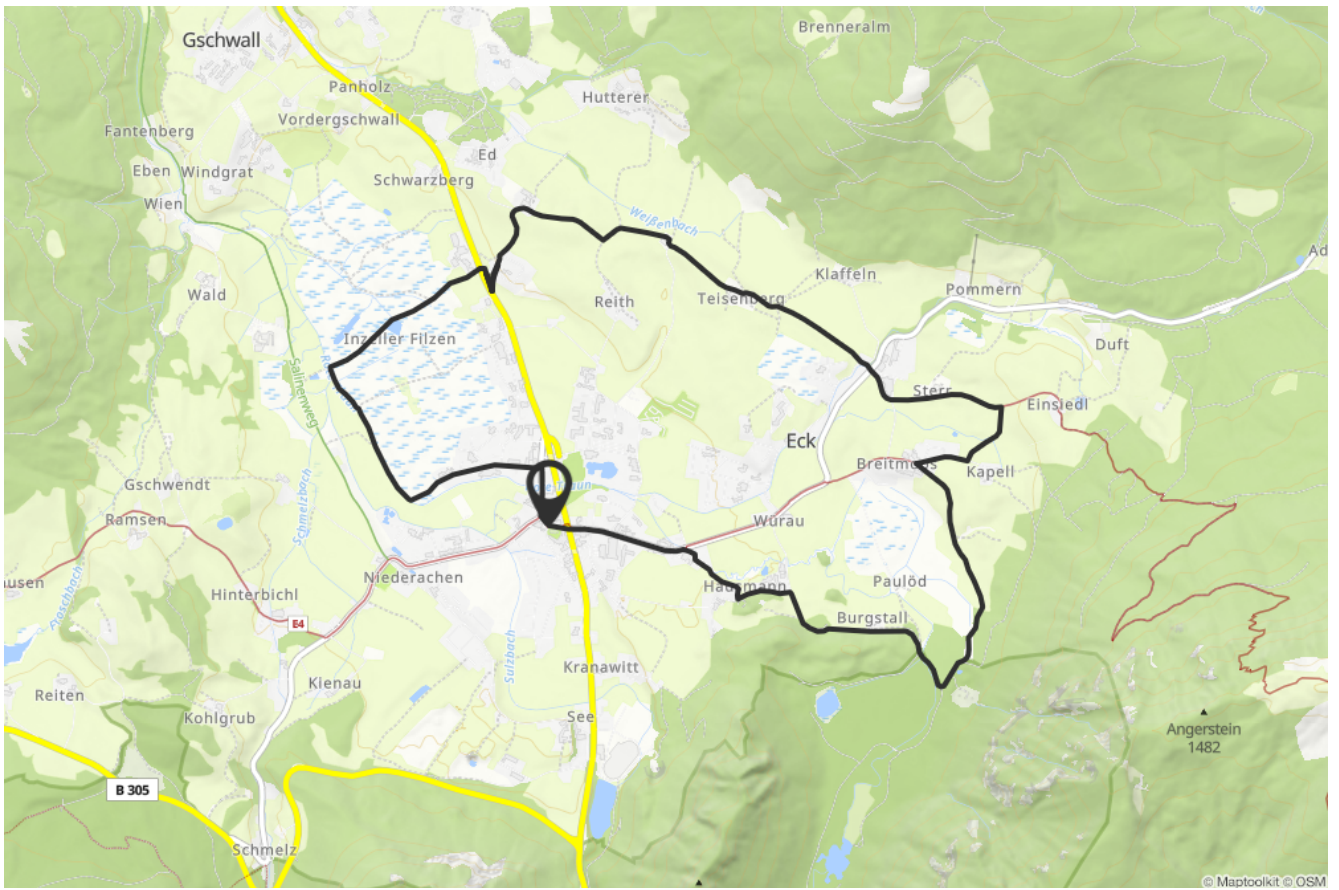 Brenneralm
Gschwall
Panholz
Hutterer
Vordergschwall
Fantenberg
Ed
Eben
Windgrat
Schwarzberg
Wien
Weißenbach
Klaffeln
Pommern
Wald
Reith
Teisenberg
Inzeller Filzen
Duft
Salinenweg
Sterr
Einsiedl
Eck
Breitmoos
Kapell
Gschwendt
Ramsen
Schmelzbach
Würau
Niederachen
Hausmann
Paulöd
Hinterbichl
Burgstall
E4
Sulzbach
Kranawitt
Kienau
Reiten
Kohlgrub
See
Angerstein
1482
B 305
Schmelz
© Maptoolkit © OSM